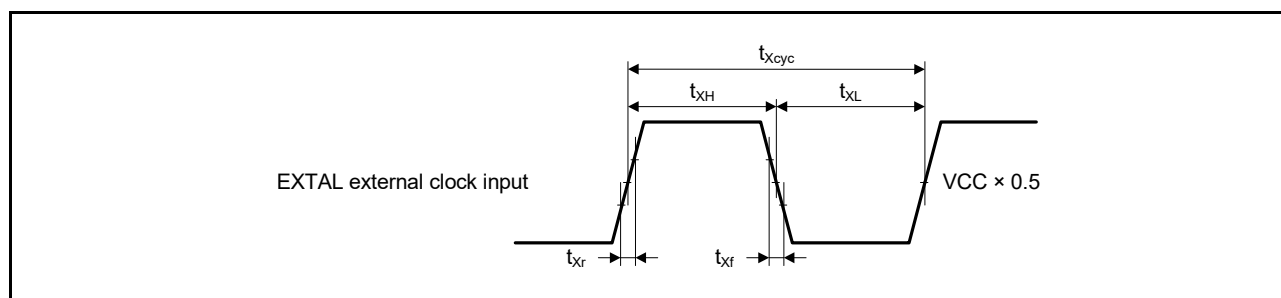 tXcyc
tXH
tXL
EXTAL external clock input
VCC × 0.5
tXr
tXf